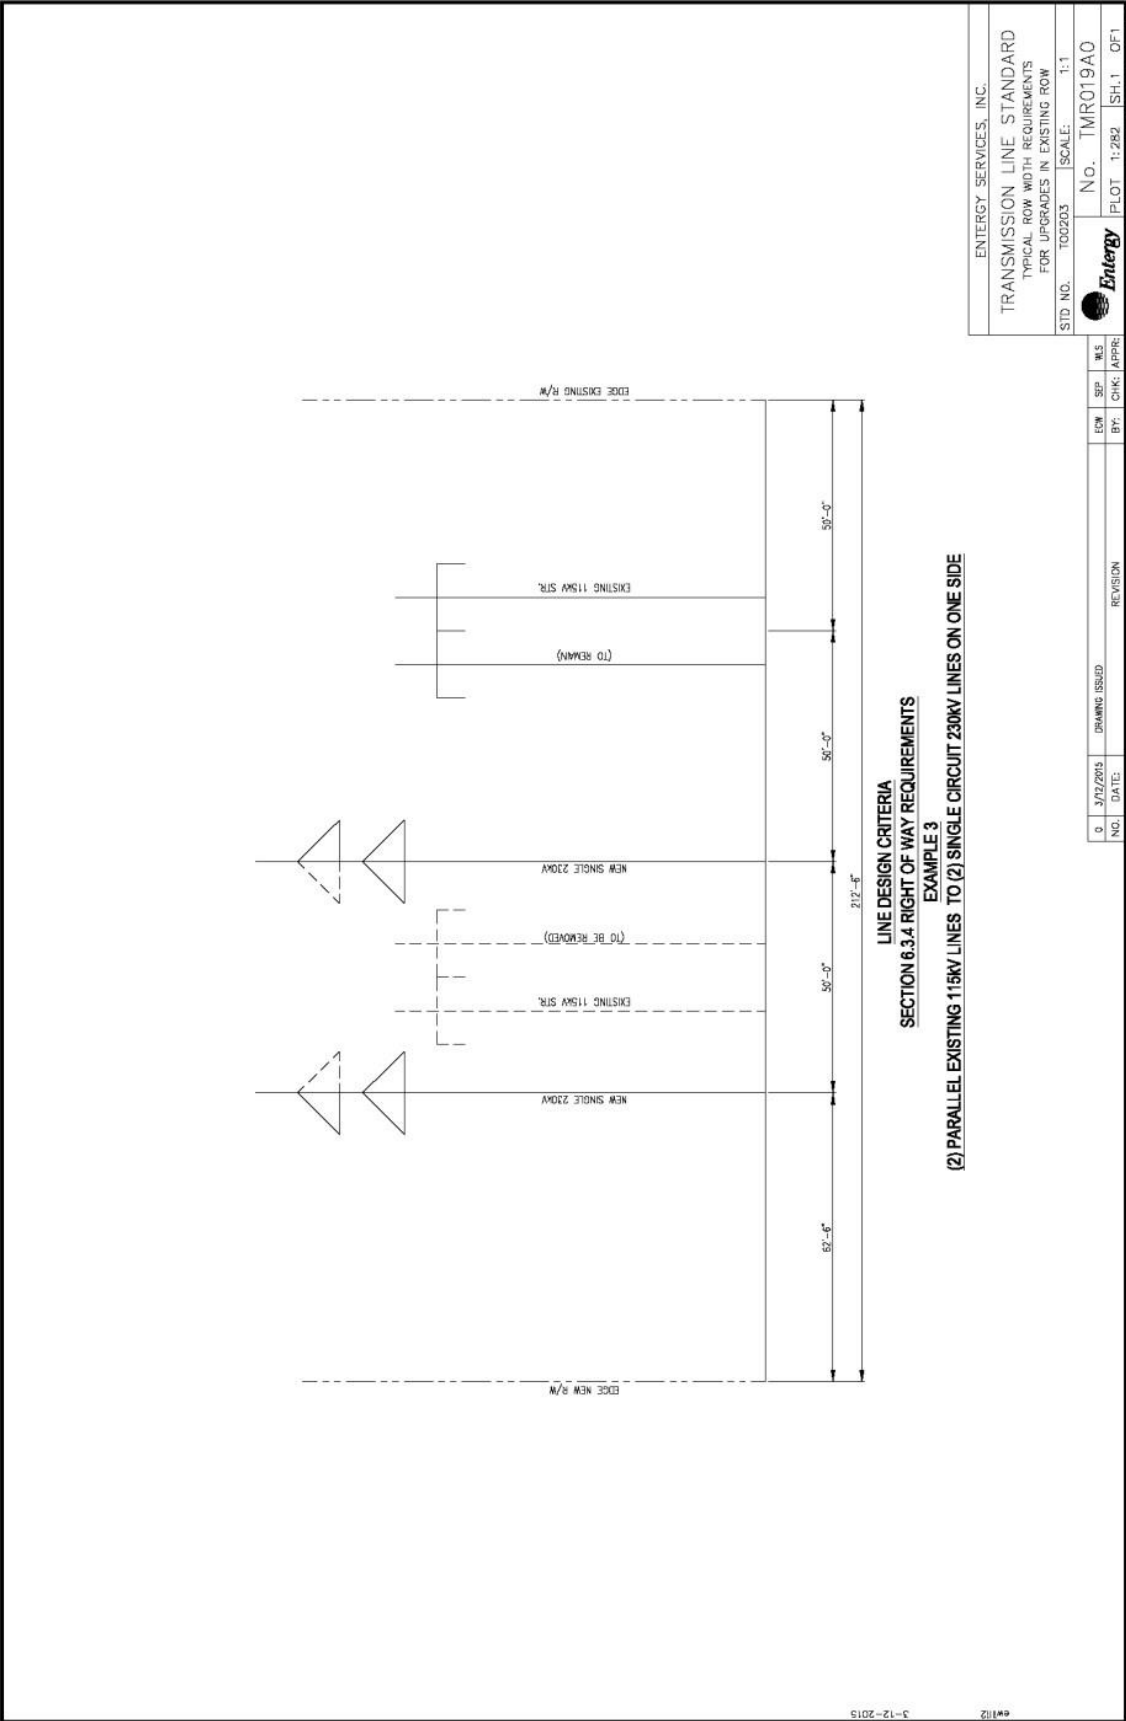 EDGE NEW R/W
NEW SINGLE 230KV
EXISTING 115KV STR.
(TO BE REMOVED)
NEW SINGLE 230KV
(TO REMAIN)
EXISTING 115KV STR.
EDGE EXISTING R/W
62'-6"
50'-0"
50'-0"
50'-0"
212'-6"
LINE DESIGN CRITERIA
SECTION 6.3.4 RIGHT OF WAY REQUIREMENTS
EXAMPLE 3
(2) PARALLEL EXISTING 115kV LINES TO (2) SINGLE CIRCUIT 230kV LINES ON ONE SIDE
ENTERGY SERVICES, INC.
TRANSMISSION LINE STANDARD
TYPICAL ROW WIDTH REQUIREMENTS
FOR UPGRADES IN EXISTING ROW
STD NO. T00203 SCALE: 1:1
Entergy
No. TMR019A0
PLOT 1:282 SH.1 OF1
0 3/12/2015 DRAWING ISSUED ECW SEP WLS
NO. DATE: REVISION BY: CHK: APPR:
3-12-2015
ewill12